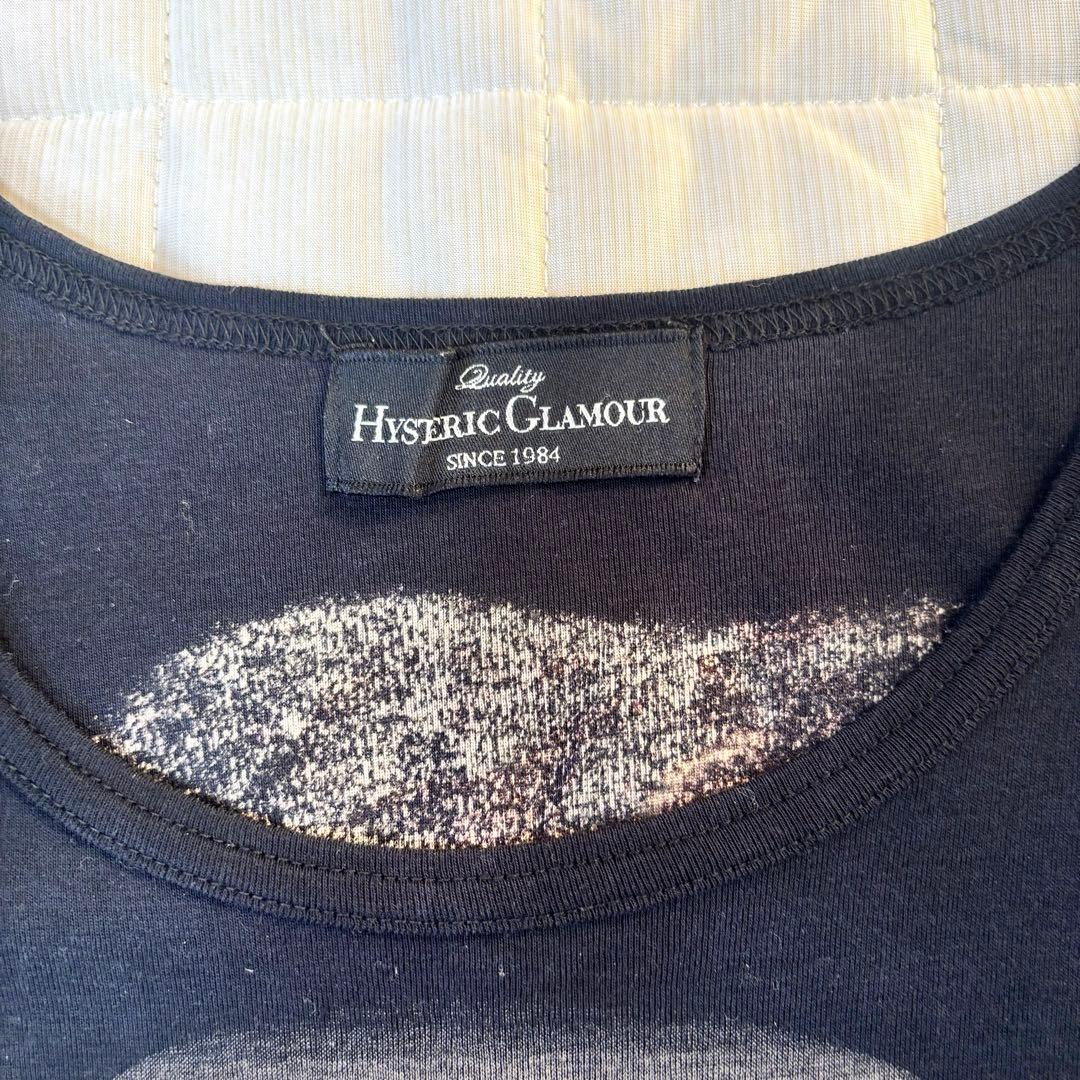 Quality
HYSTERIC GLAMOUR
SINCE 1984